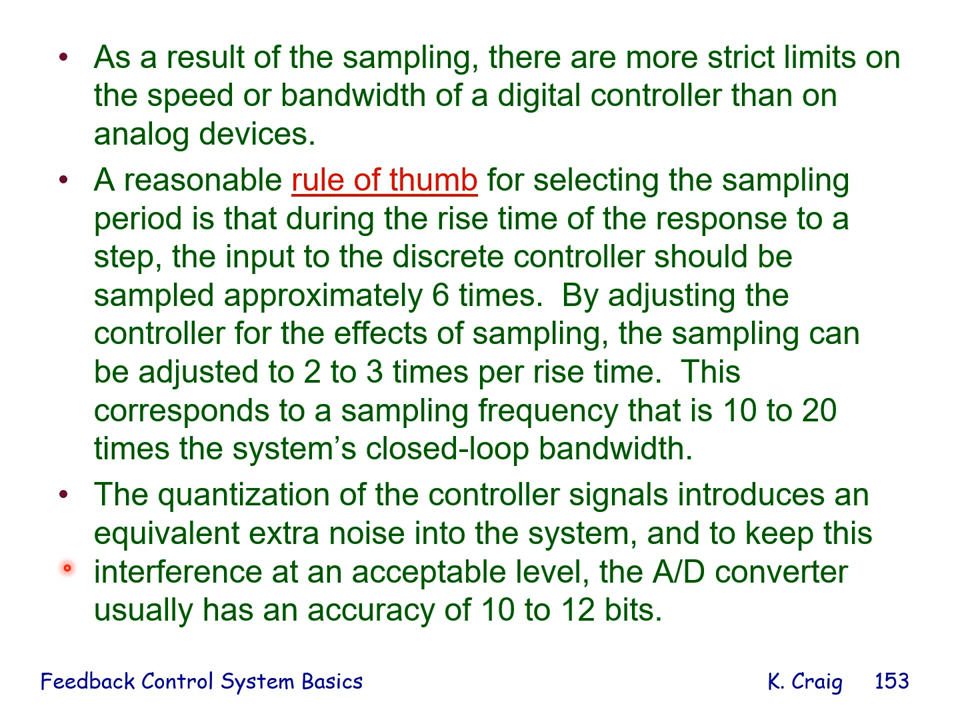 • As a result of the sampling, there are more strict limits on
the speed or bandwidth of a digital controller than on
analog devices.
• A reasonable rule of thumb for selecting the sampling
period is that during the rise time of the response to a
step, the input to the discrete controller should be
sampled approximately 6 times.  By adjusting the
controller for the effects of sampling, the sampling can
be adjusted to 2 to 3 times per rise time.  This
corresponds to a sampling frequency that is 10 to 20
times the system’s closed-loop bandwidth.
• The quantization of the controller signals introduces an
equivalent extra noise into the system, and to keep this
interference at an acceptable level, the A/D converter
usually has an accuracy of 10 to 12 bits.
Feedback Control System Basics K. Craig 153